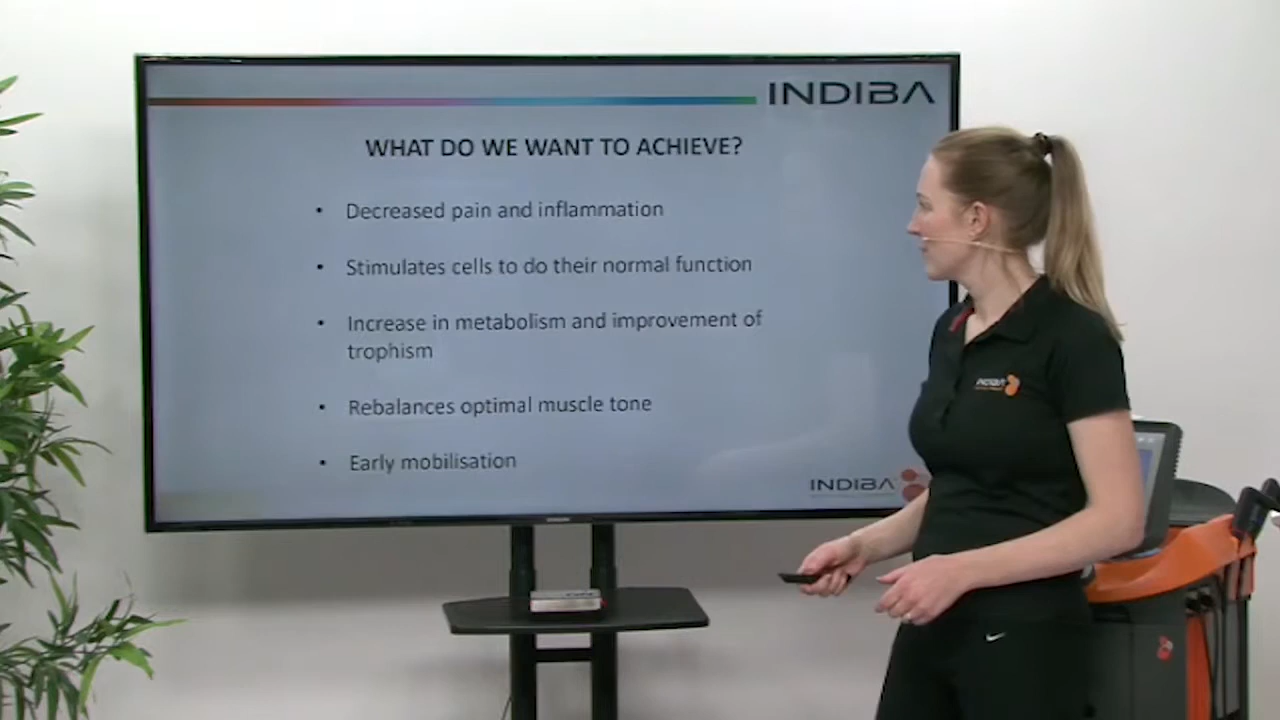 INDIBA
WHAT DO WE WANT TO ACHIEVE?
• Decreased pain and inflammation
• Stimulates cells to do their normal function
• Increase in metabolism and improvement of
trophism
• Rebalances optimal muscle tone
• Early mobilisation
INDIBA
INDIBA